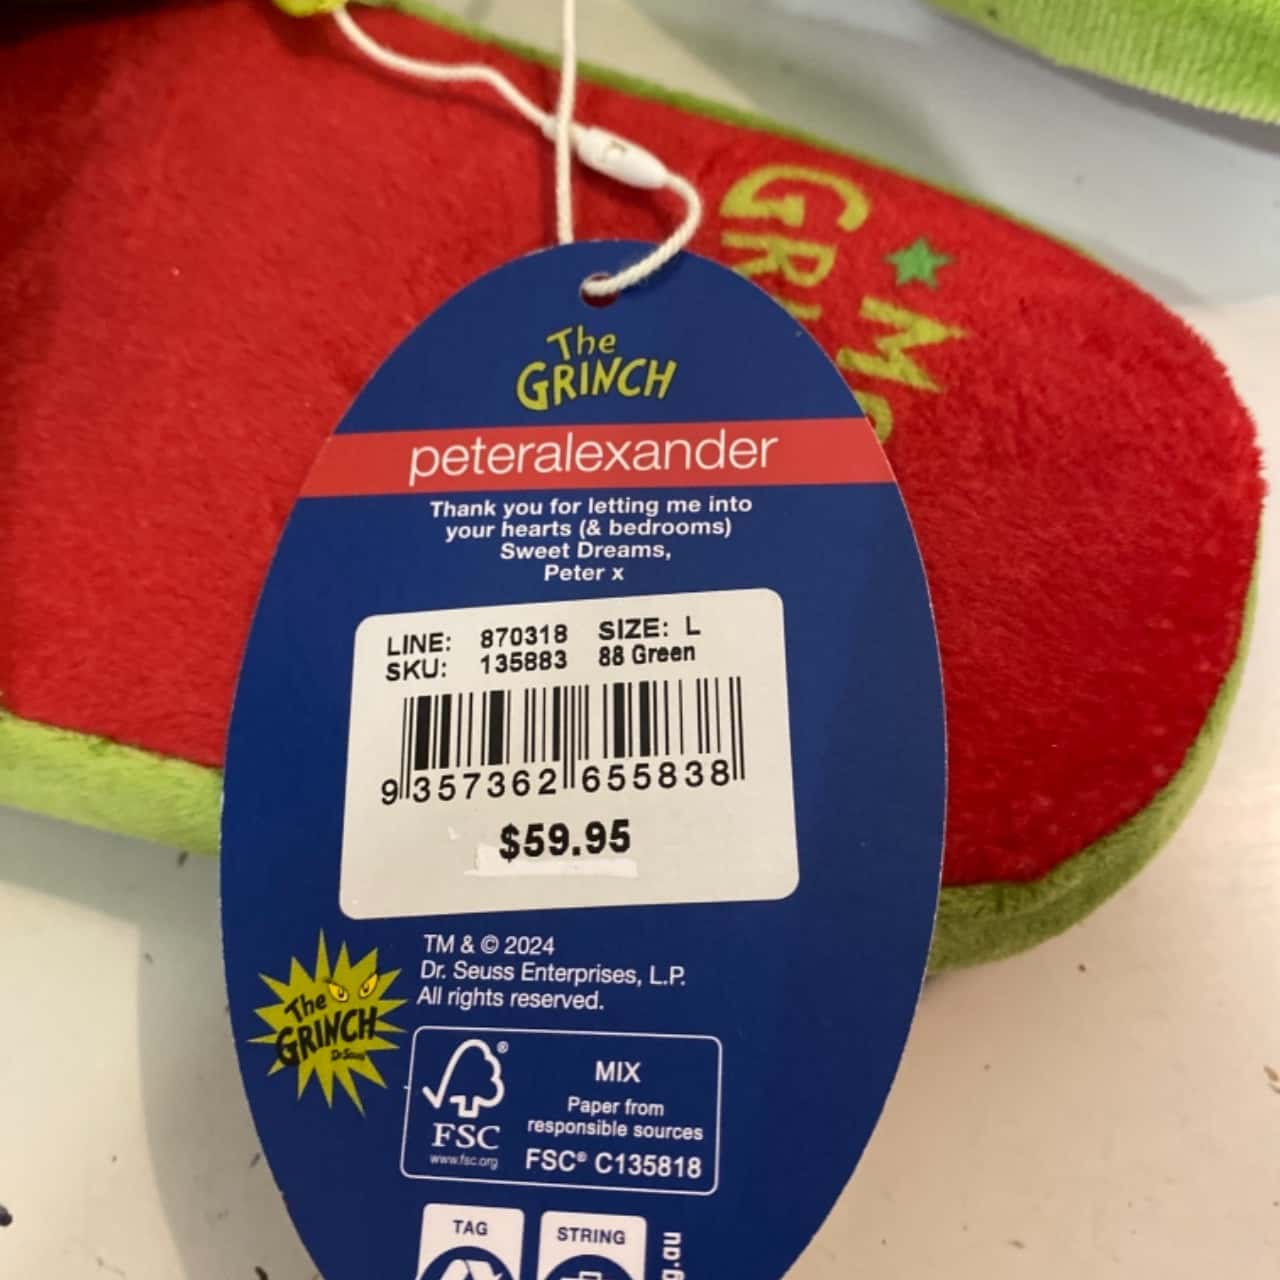 The
GRINCH
peteralexander
Thank you for letting me into
your hearts (& bedrooms)
Sweet Dreams,
Peter x
LINE: 870318 SIZE: L
SKU: 135883 88 Green
9 357362 655838
$59.95
TM & © 2024
Dr. Seuss Enterprises, L.P.
All rights reserved.
The
GRINCH
Dr. Seuss
FSC®
www.fsc.org
MIX
Paper from
responsible sources
FSC® C135818
TAG
STRING